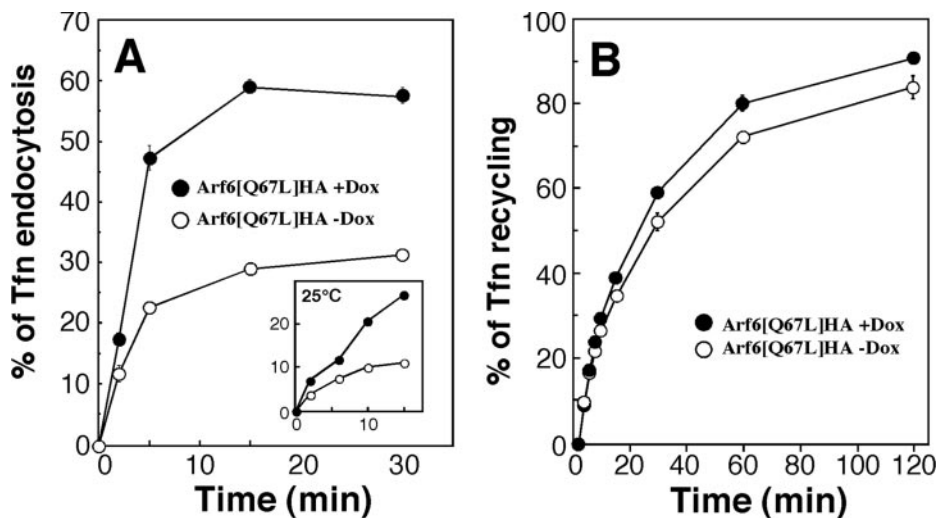 A
% of Tfn endocytosis
70
60
50
40
30
20
10
0
Arf6[Q67L]HA +Dox
Arf6[Q67L]HA -Dox
25°C
20
10
0
0 10
0 10 20 30
Time (min)
B
% of Tfn recycling
100
80
60
40
20
0
Arf6[Q67L]HA +Dox
Arf6[Q67L]HA -Dox
0 20 40 60 80 100 120
Time (min)